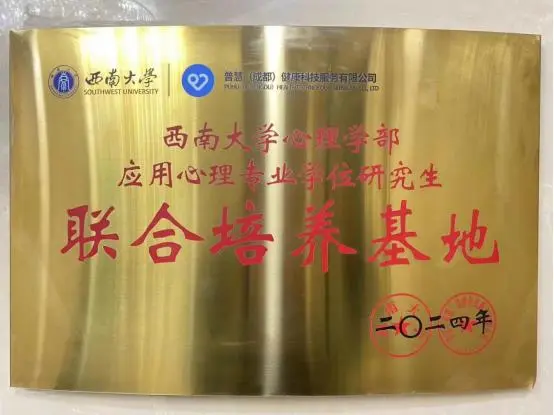 西南大学 普慧（成都）健康科技服务有限公司
SOUTHWEST UNIVERSITY
西南大学心理学部
应用心理专业学位研究生
联合培养基地
二〇二四年